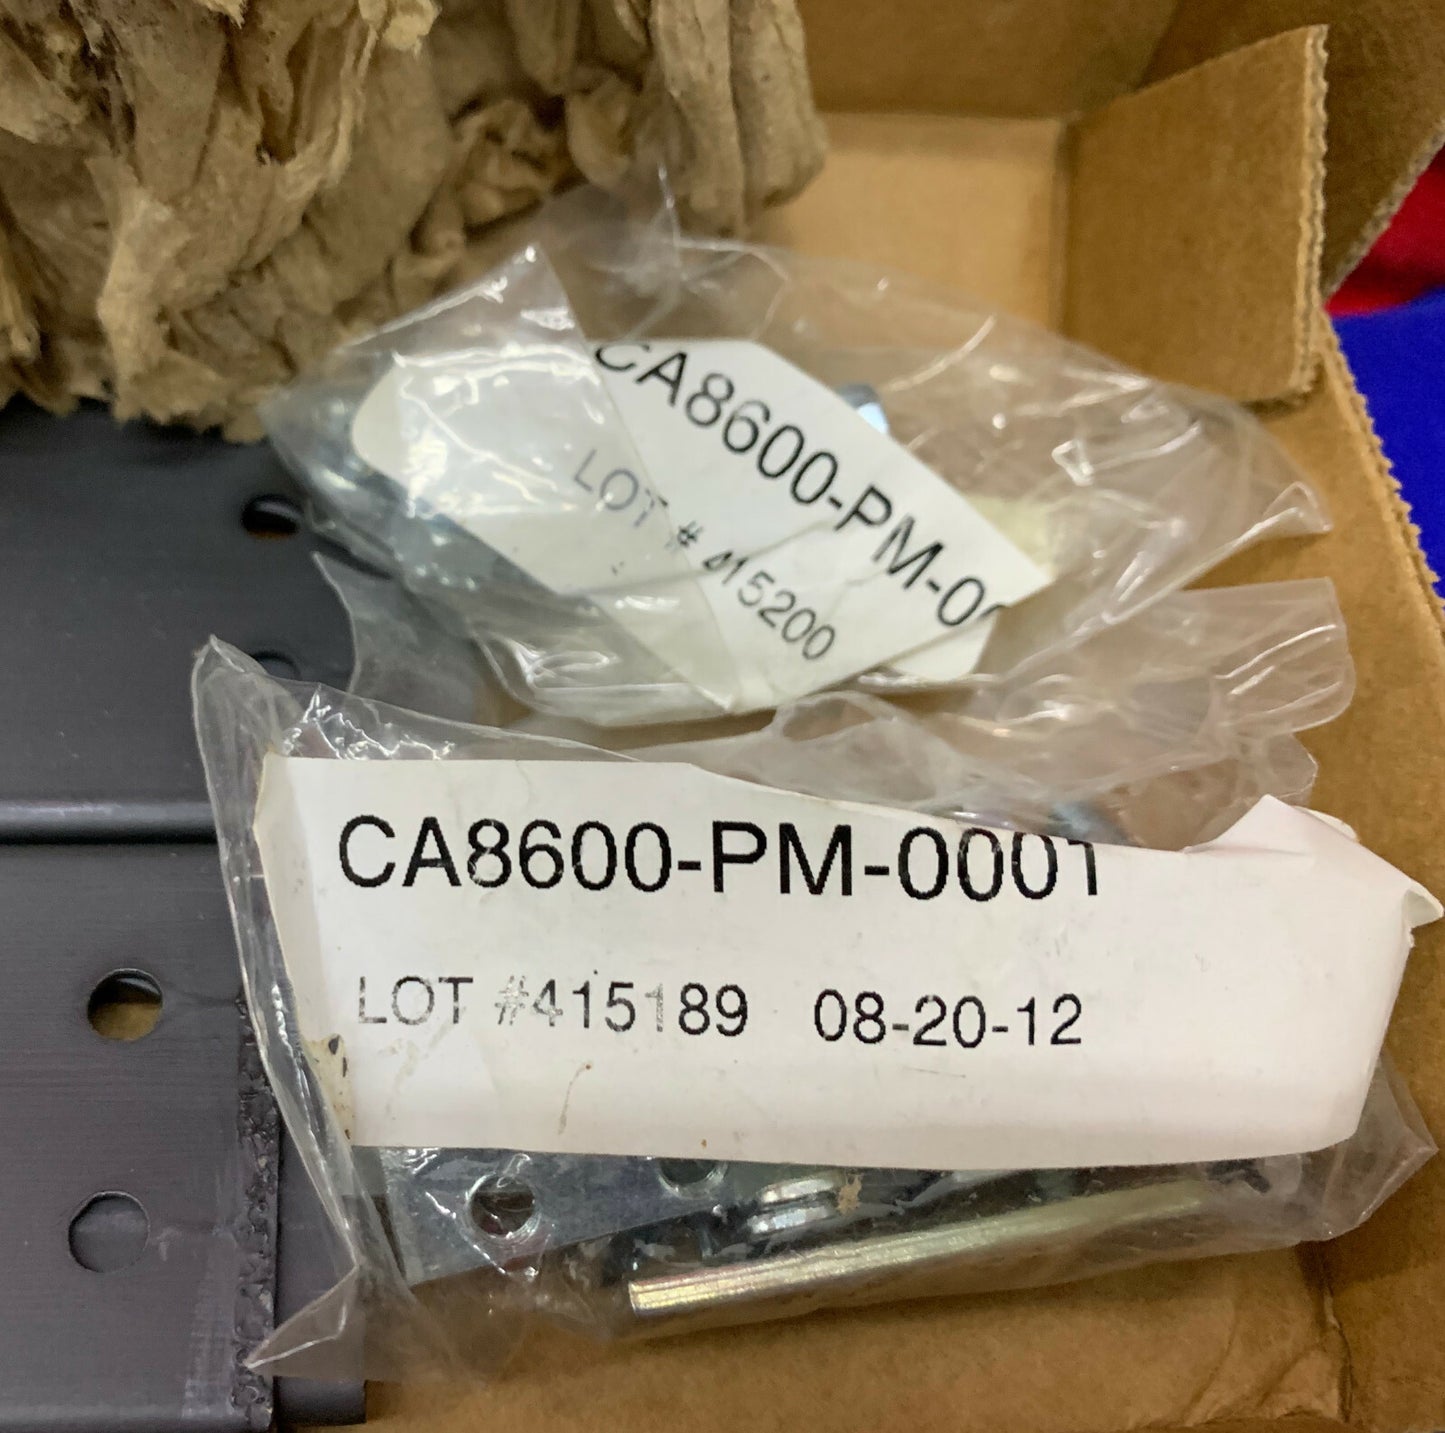 CA8600-PM-00
LOT # 415200
CA8600-PM-0001
LOT #415189 08-20-12